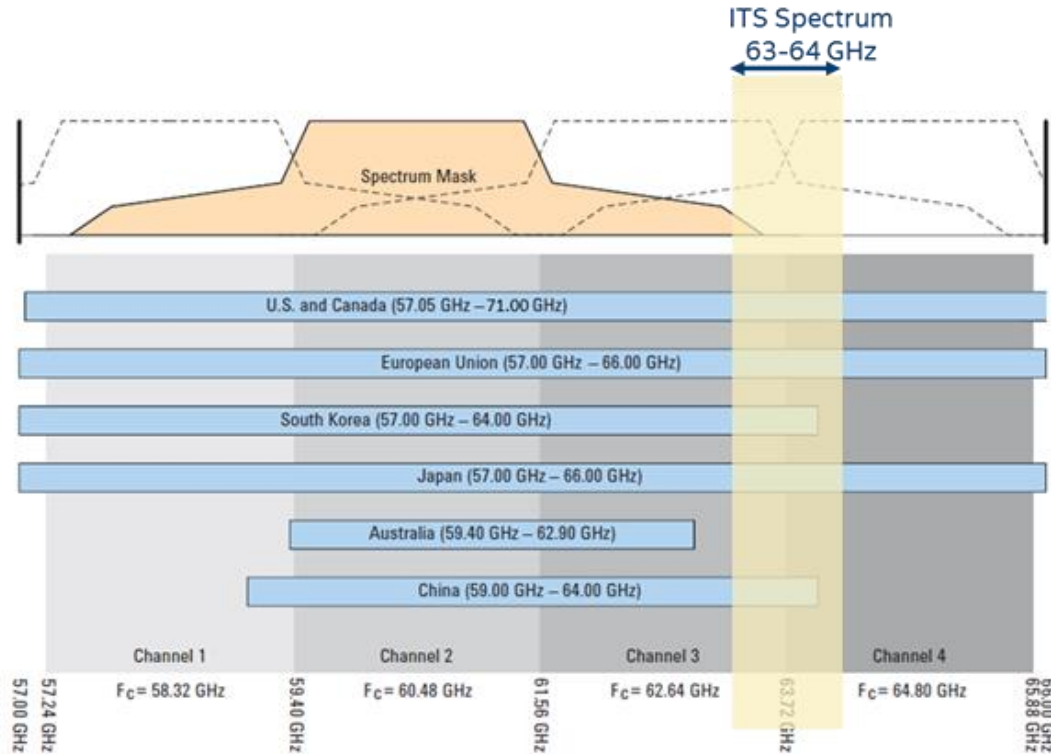 ITS Spectrum
63-64 GHz
Spectrum Mask
U.S. and Canada (57.05 GHz – 71.00 GHz)
European Union (57.00 GHz – 66.00 GHz)
South Korea (57.00 GHz – 64.00 GHz)
Japan (57.00 GHz – 66.00 GHz)
Australia (59.40 GHz – 62.90 GHz)
China (59.00 GHz – 64.00 GHz)
Channel 1
Channel 2
Channel 3
Channel 4
57.00 GHz
57.24 GHz
FC = 58.32 GHz
59.40 GHz
FC = 60.48 GHz
61.56 GHz
FC = 62.64 GHz
63.72 GHz
FC = 64.80 GHz
65.88 GHz
66.00 GHz